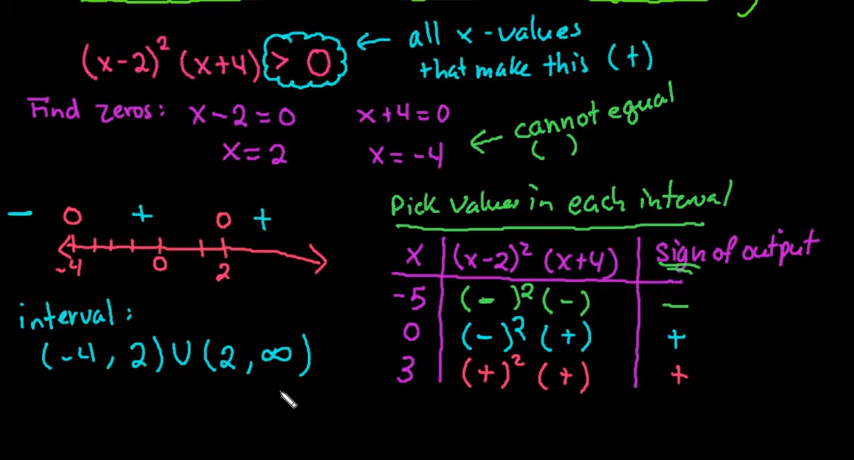 (x-2)² (x+4) > 0 ← all x-values
that make this (+)
Find zeros: x-2=0 x+4=0 ← cannot equal
x=2 x=-4 ( )
- 0 + 0 +
-4 0 2
interval:
(-4, 2) ∪ (2, ∞)
Pick values in each interval
x (x-2)² (x+4) sign of output
-5 (-)² (-) -
0 (-)² (+) +
3 (+)² (+) +